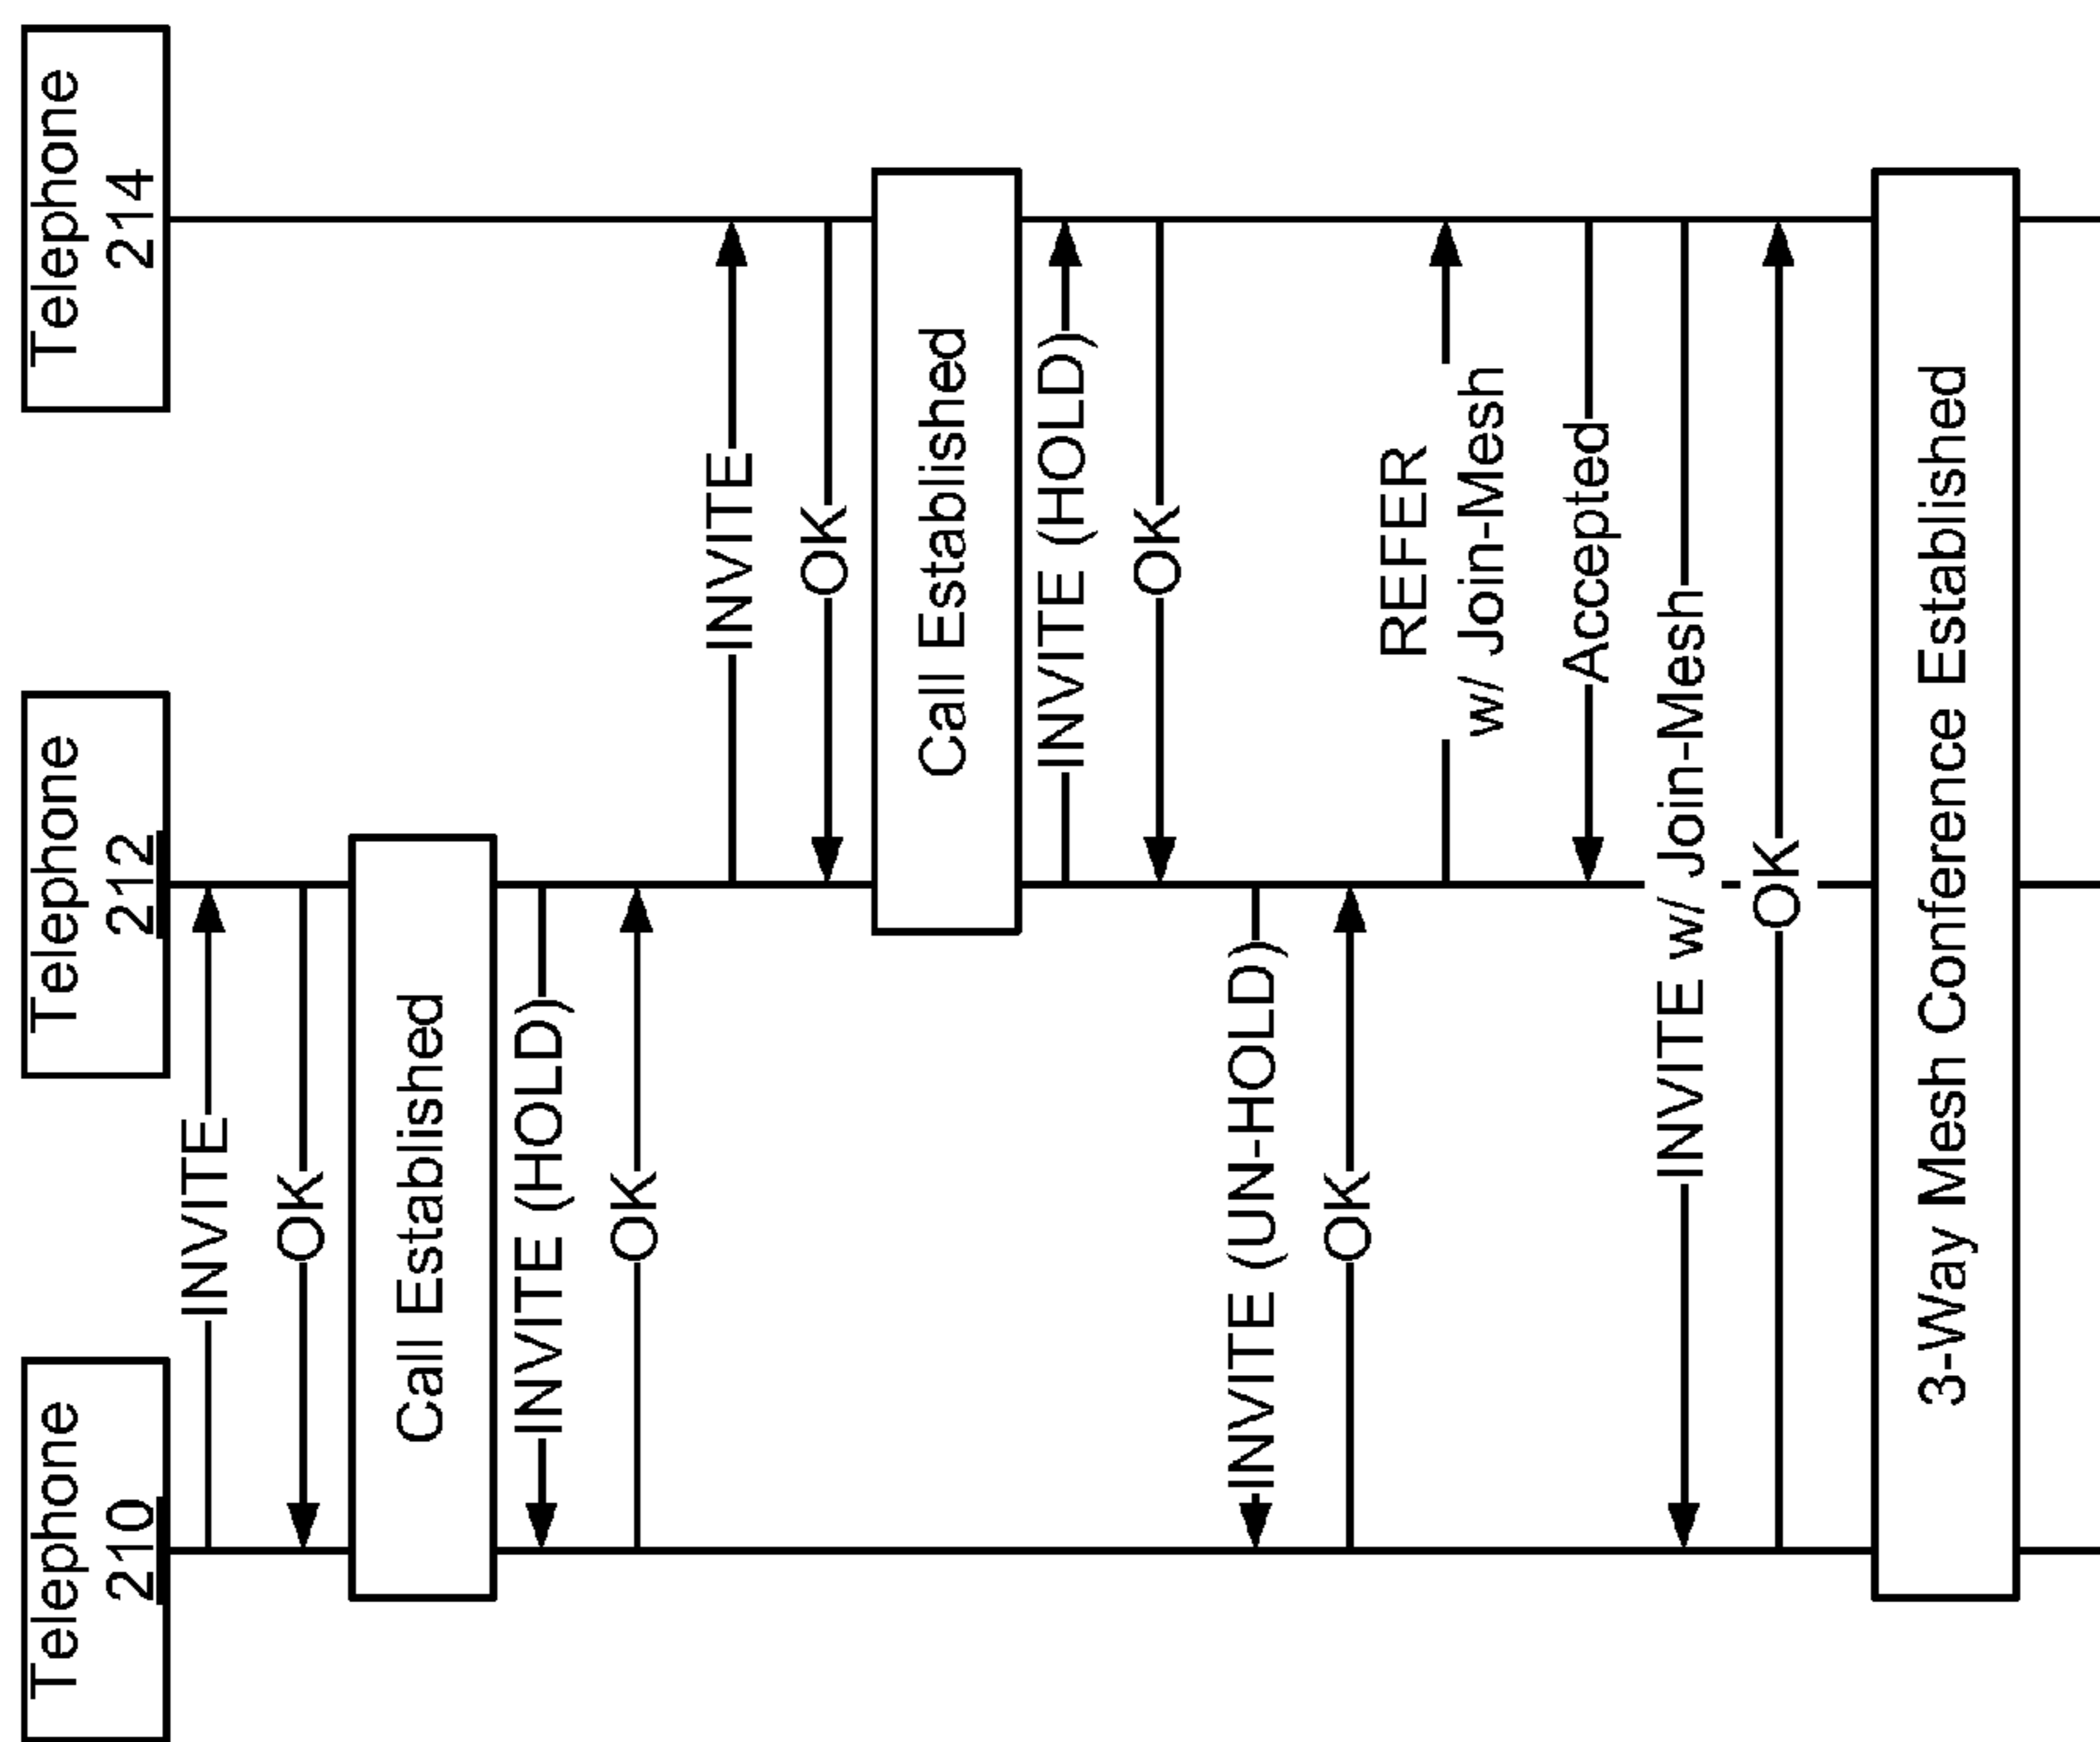 Telephone
210
Telephone
212
Telephone
214
INVITE
OK
Call Established
INVITE (HOLD)
OK
INVITE
OK
Call Established
INVITE (HOLD)
OK
INVITE (UN-HOLD)
OK
REFER
w/ Join-Mesh
Accepted
INVITE w/ Join-Mesh
OK
3-Way Mesh Conference Established